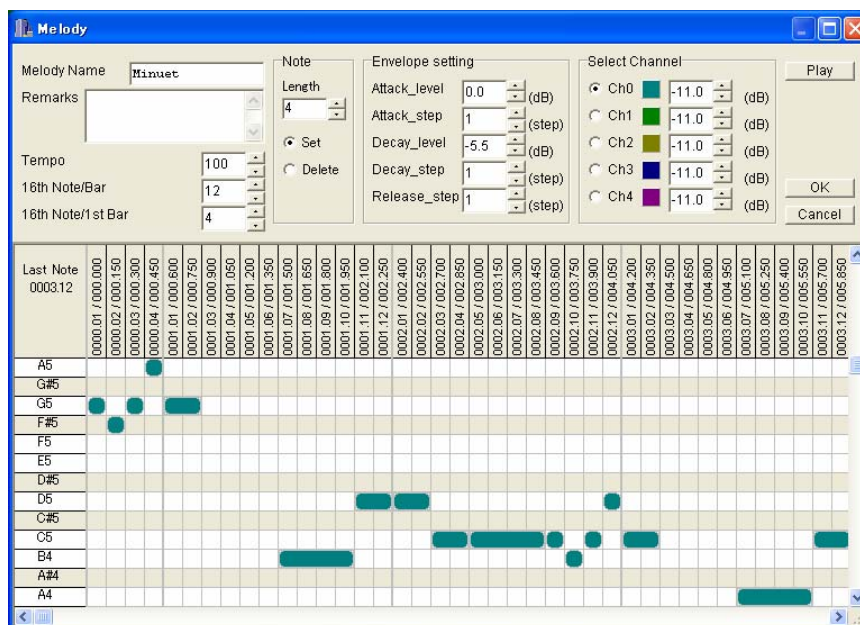 Melody
Melody Name
Minuet
Remarks
Tempo
100
16th Note/Bar
12
16th Note/1st Bar
4
Note
Length
4
Set
Delete
Envelope setting
Attack_level
0.0
(dB)
Attack_step
1
(step)
Decay_level
-5.5
(dB)
Decay_step
1
(step)
Release_step
1
(step)
Select Channel
Ch0
-11.0
(dB)
Ch1
-11.0
(dB)
Ch2
-11.0
(dB)
Ch3
-11.0
(dB)
Ch4
-11.0
(dB)
Play
OK
Cancel
Last Note
0003.12
0000.01 / 000.000
0000.02 / 000.150
0000.03 / 000.300
0000.04 / 000.450
0001.01 / 000.600
0001.02 / 000.750
0001.03 / 000.900
0001.04 / 001.050
0001.05 / 001.200
0001.06 / 001.350
0001.07 / 001.500
0001.08 / 001.650
0001.09 / 001.800
0001.10 / 001.950
0001.11 / 002.100
0001.12 / 002.250
0002.01 / 002.400
0002.02 / 002.550
0002.03 / 002.700
0002.04 / 002.850
0002.05 / 003.000
0002.06 / 003.150
0002.07 / 003.300
0002.08 / 003.450
0002.09 / 003.600
0002.10 / 003.750
0002.11 / 003.900
0002.12 / 004.050
0003.01 / 004.200
0003.02 / 004.350
0003.03 / 004.500
0003.04 / 004.650
0003.05 / 004.800
0003.06 / 004.950
0003.07 / 005.100
0003.08 / 005.250
0003.09 / 005.400
0003.10 / 005.550
0003.11 / 005.700
0003.12 / 005.850
A5
G#5
G5
F#5
F5
E5
D#5
D5
C#5
C5
B4
A#4
A4